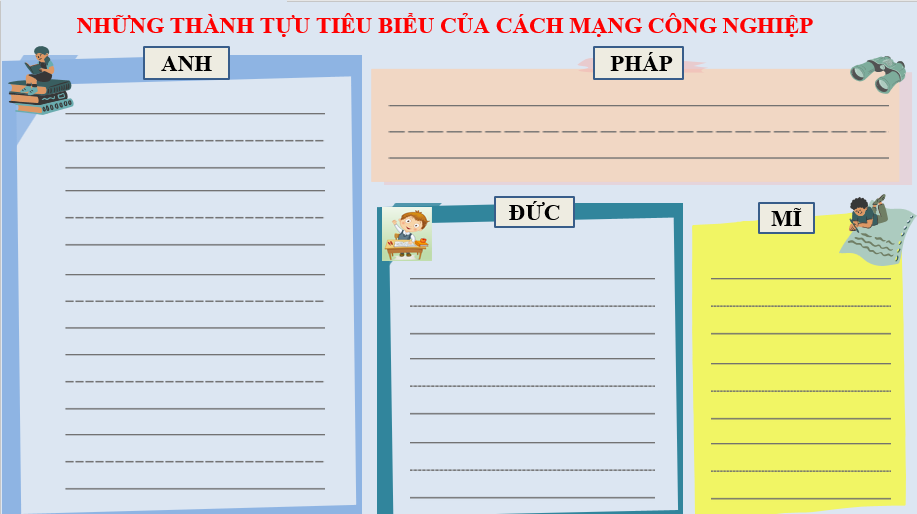 NHỮNG THÀNH TỰU TIÊU BIỂU CỦA CÁCH MẠNG CÔNG NGHIỆP
ANH
PHÁP
ĐỨC
MĨ